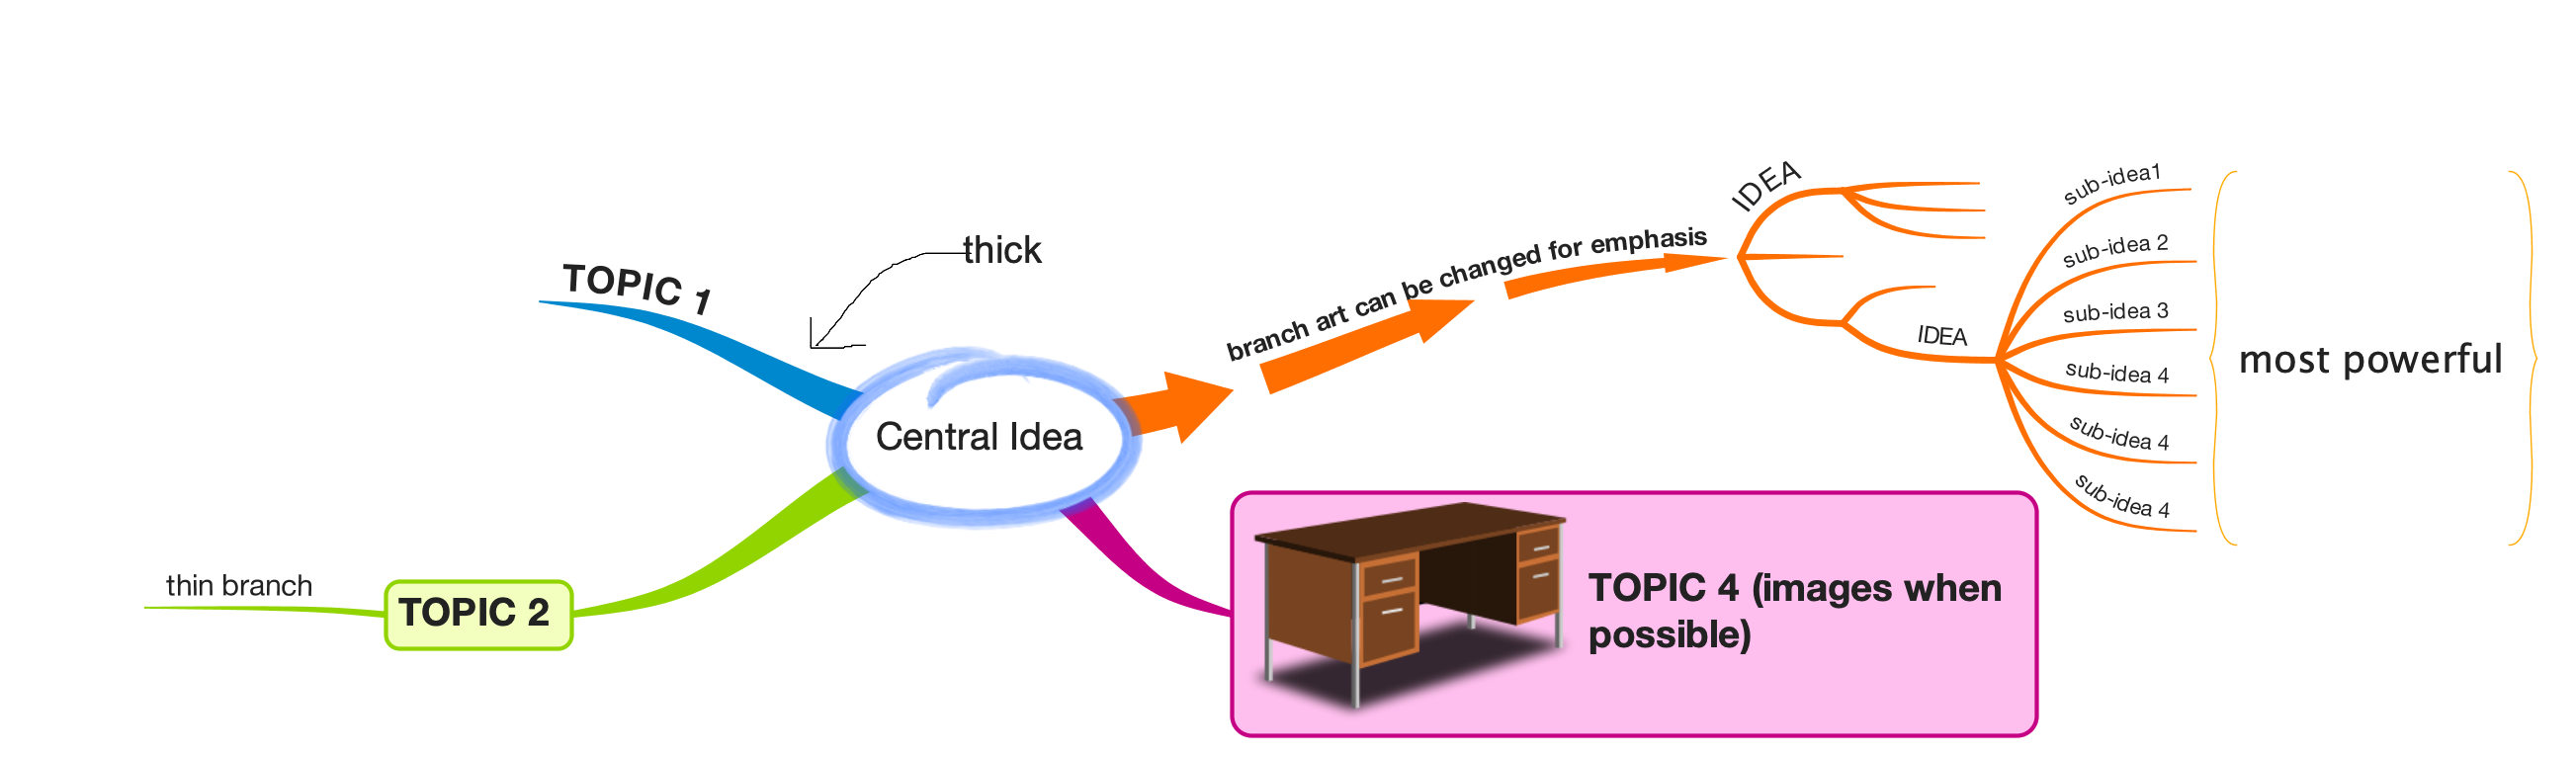 TOPIC 1
thick
Central Idea
thin branch
TOPIC 2
branch art can be changed for emphasis
IDEA
IDEA
sub-idea1
sub-idea 2
sub-idea 3
sub-idea 4
sub-idea 4
sub-idea 4
most powerful
TOPIC 4 (images when
possible)